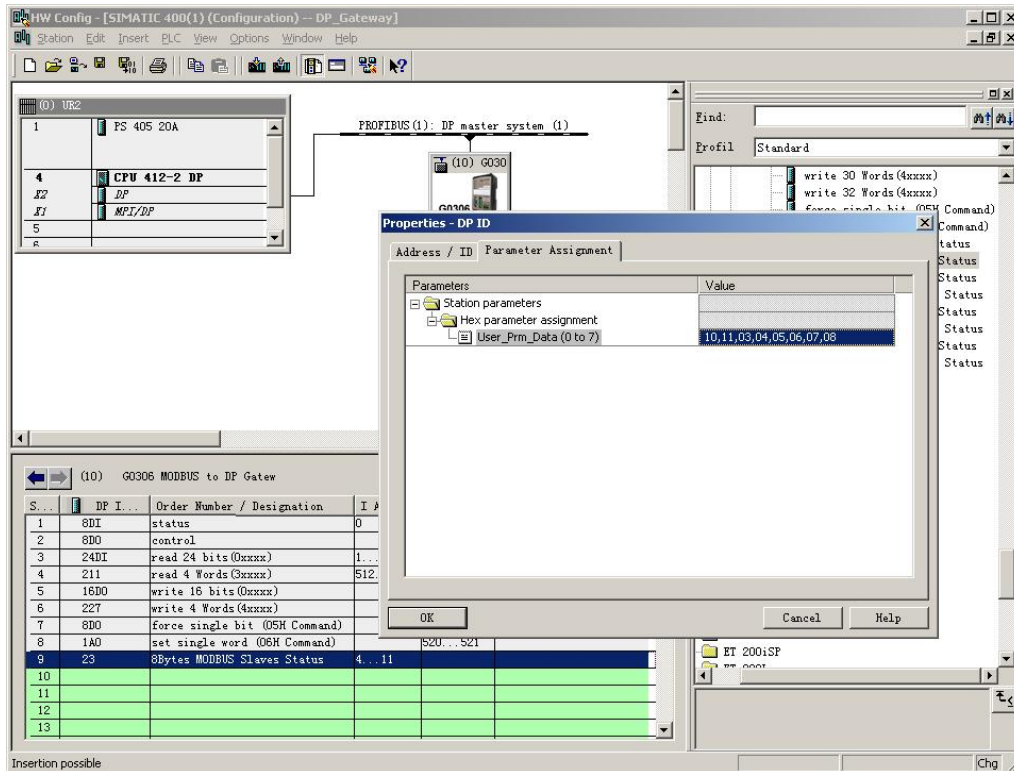 HW Config - [SIMATIC 400(1) (Configuration) -- DP_Gateway]
Station Edit Insert PLC View Options Window Help
(0) UR2
1 PS 405 20A
4 CPU 412-2 DP
X2 DP
X1 MPI/DP
5
6
PROFIBUS(1): DP master system (1)
(10) G030
G0306
Find:
Profil Standard
write 30 Words(4xxxx)
write 32 Words(4xxxx)
force single bit (05H Command)
Command)
tatus
Status
Status
Status
Status
Status
Status
Status
ET 200iSP
Properties - DP ID
Address / ID Parameter Assignment
Parameters Value
Station parameters
Hex parameter assignment
User_Prm_Data (0 to 7) 10,11,03,04,05,06,07,08
OK Cancel Help
(10) G0306 MODBUS to DP Gatew
S... DP I... Order Number / Designation I A
1 8DI status 0
2 8DO control
3 24DI read 24 bits(0xxxx) 1...
4 211 read 4 Words(3xxxx) 512.
5 16DO write 16 bits(0xxxx)
6 227 write 4 Words(4xxxx)
7 8DO force single bit (05H Command)
8 1AO set single word (06H Command) 520...521
9 23 8Bytes MODBUS Slaves Status 4...11
10
11
12
13
Insertion possible Chg